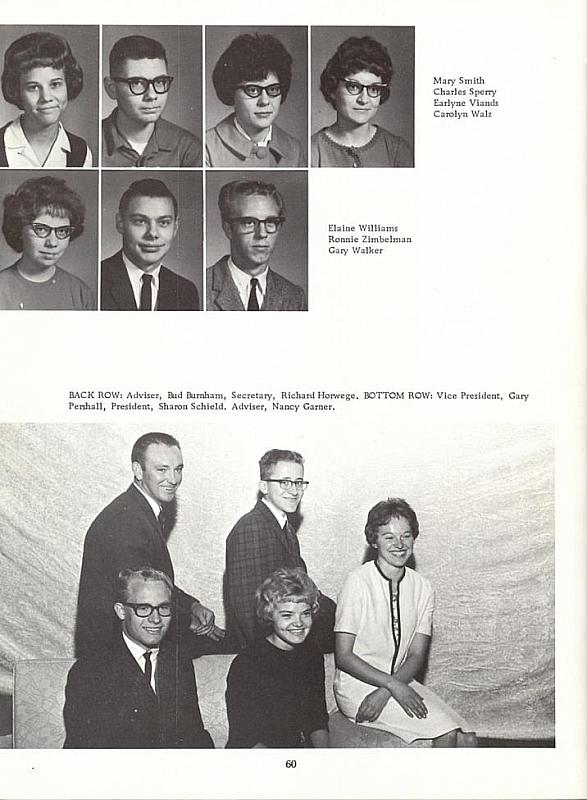 Mary Smith
Charles Sperry
Earlyne Viands
Carolyn Walz
Elaine Williams
Ronnie Zimbelman
Gary Walker
BACK ROW: Adviser, Bud Burnham, Secretary, Richard Horwege. BOTTOM ROW: Vice President, Gary
Pershall, President, Sharon Schield. Adviser, Nancy Garner.
60